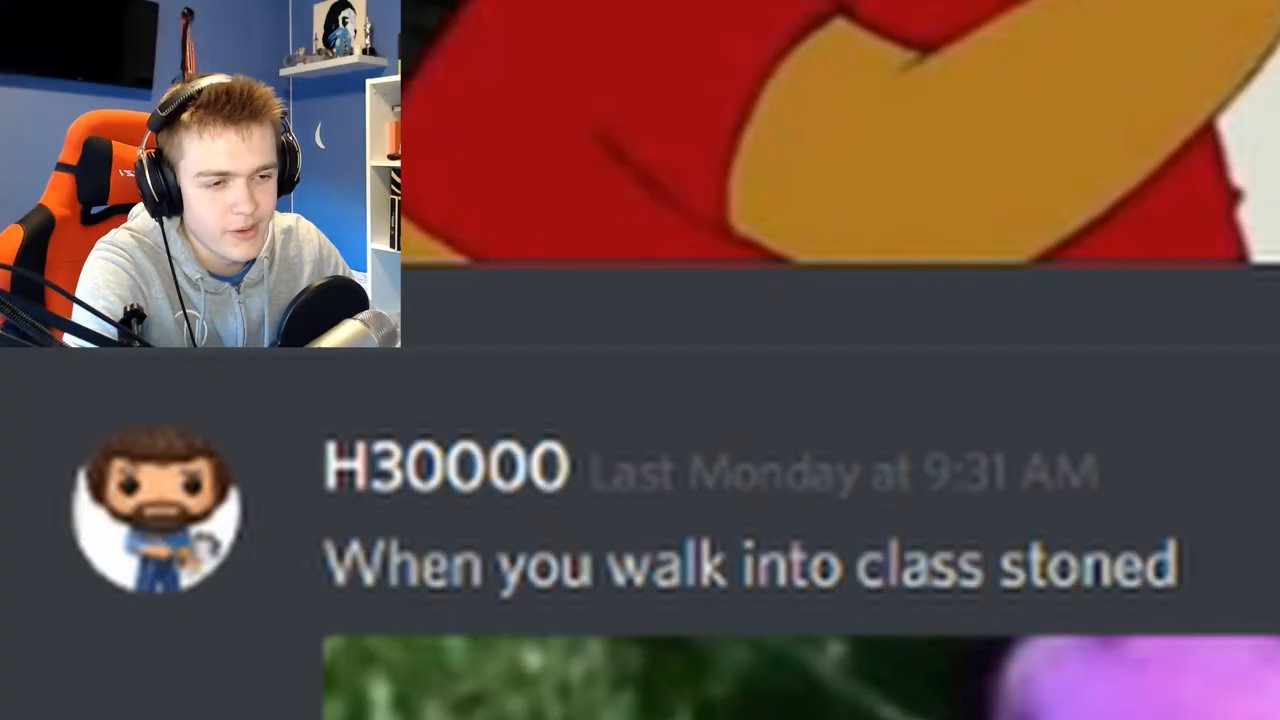 H30000 Last Monday at 9:31 AM
When you walk into class stoned